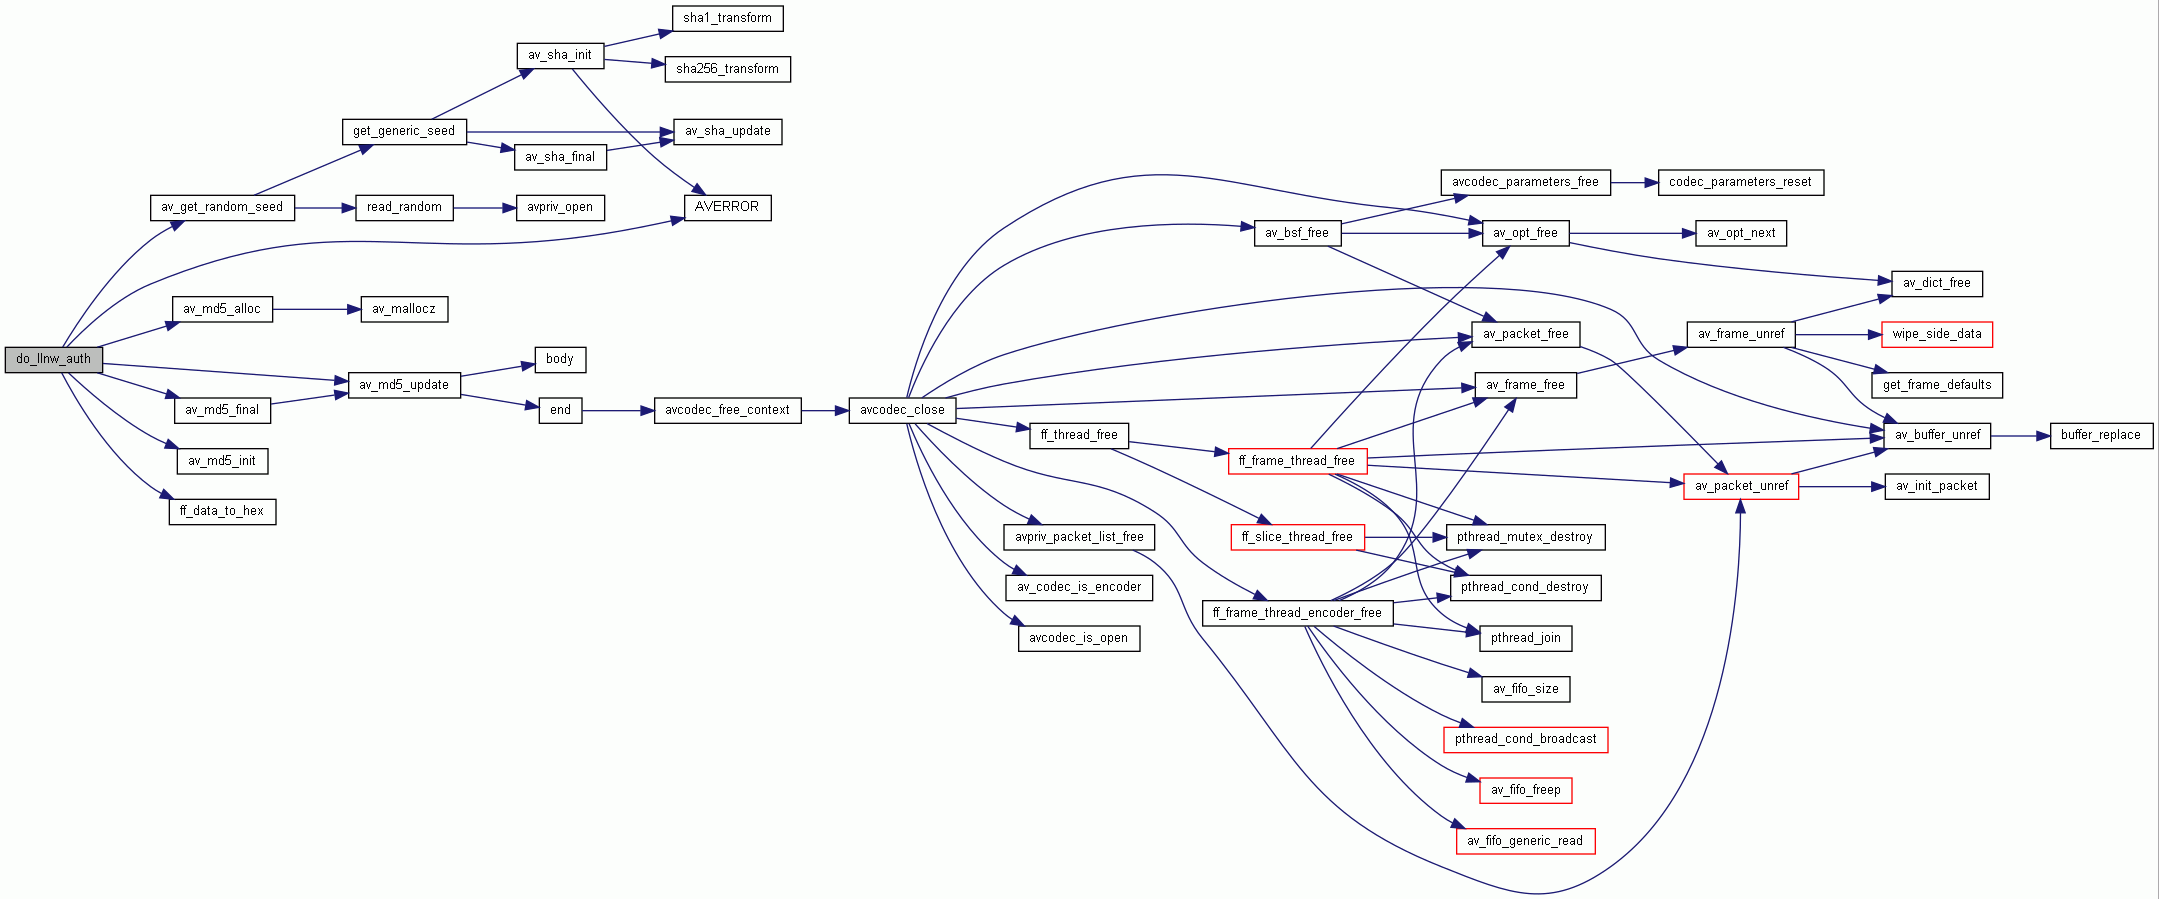 do_llnw_auth
av_get_random_seed
av_md5_alloc
av_md5_final
av_md5_init
ff_data_to_hex
get_generic_seed
read_random
av_mallocz
av_md5_update
av_sha_init
av_sha_final
avpriv_open
body
end
sha1_transform
sha256_transform
av_sha_update
AVERROR
avcodec_free_context
avcodec_close
ff_thread_free
avpriv_packet_list_free
av_codec_is_encoder
avcodec_is_open
av_bsf_free
ff_frame_thread_free
ff_slice_thread_free
ff_frame_thread_encoder_free
avcodec_parameters_free
av_opt_free
av_packet_free
av_frame_free
pthread_mutex_destroy
pthread_cond_destroy
pthread_join
av_fifo_size
pthread_cond_broadcast
av_fifo_freep
av_fifo_generic_read
codec_parameters_reset
av_opt_next
av_frame_unref
av_packet_unref
av_dict_free
wipe_side_data
get_frame_defaults
av_buffer_unref
av_init_packet
buffer_replace